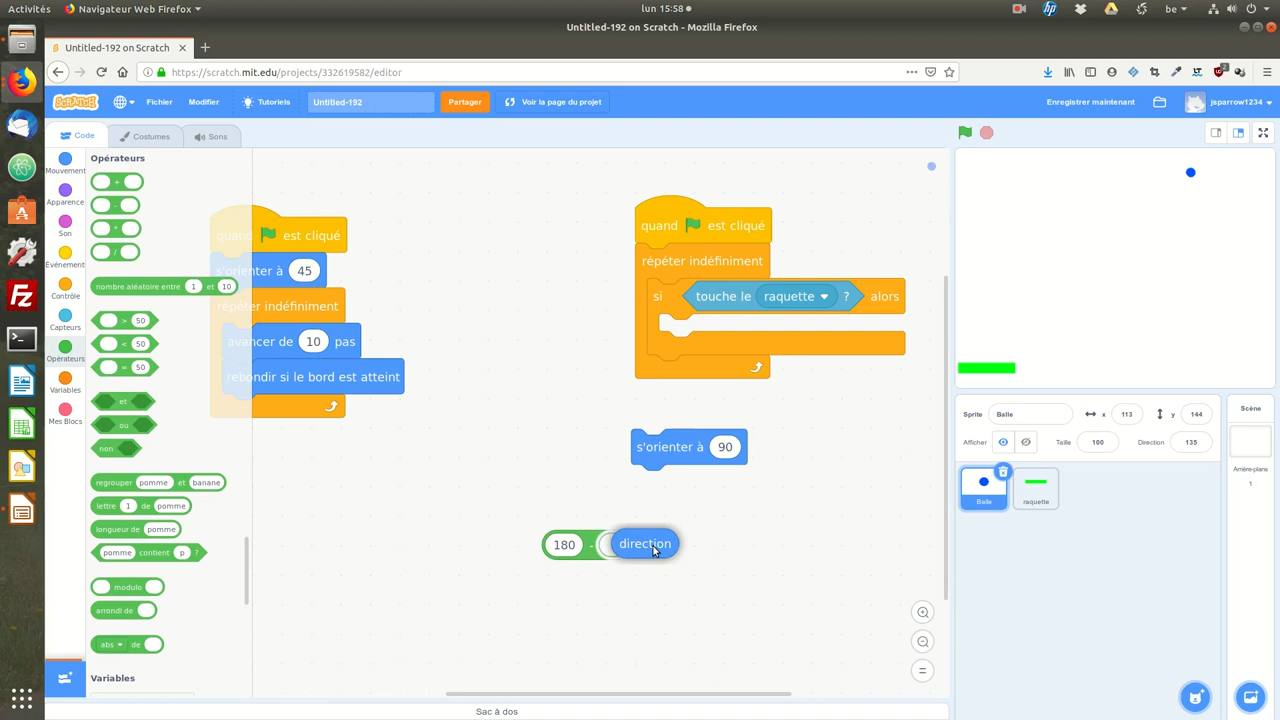 Activités
Navigateur Web Firefox
lun 15:58
be
Untitled-192 on Scratch - Mozilla Firefox
Untitled-192 on Scratch
https://scratch.mit.edu/projects/332619582/editor
SCRATCH
Fichier
Modifier
Tutoriels
Untitled-192
Partager
Voir la page du projet
Enregistrer maintenant
jsparrow1234
Code
Costumes
Sons
Mouvement
Apparence
Son
Événement
Contrôle
Capteurs
Opérateurs
Variables
Mes Blocs
Opérateurs
+
-
*
/
nombre aléatoire entre 1 et 10
> 50
< 50
= 50
et
ou
non
regrouper pomme et banane
lettre 1 de pomme
longueur de pomme
pomme contient p ?
modulo
arrondi de
abs de
Variables
quand est cliqué
s'orienter à 45
répéter indéfiniment
avancer de 10 pas
rebondir si le bord est atteint
quand est cliqué
répéter indéfiniment
si touche le raquette ? alors
s'orienter à 90
180 - direction
Sac à dos
Sprite Balle x 113 y 144
Afficher Taille 100 Direction 135
Balle
raquette
Scène
Arrière-plans
1